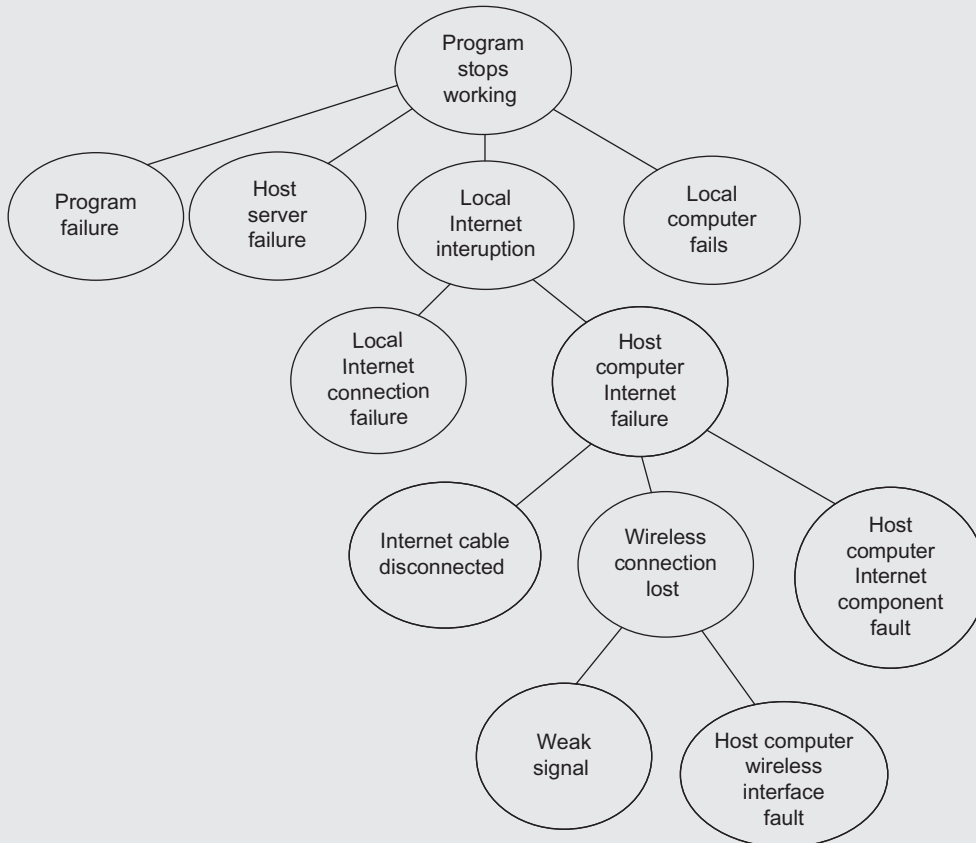 Program
stops
working
Program
failure
Host
server
failure
Local
Internet
interuption
Local
computer
fails
Local
Internet
connection
failure
Host
computer
Internet
failure
Internet cable
disconnected
Wireless
connection
lost
Host
computer
Internet
component
fault
Weak
signal
Host computer
wireless
interface
fault